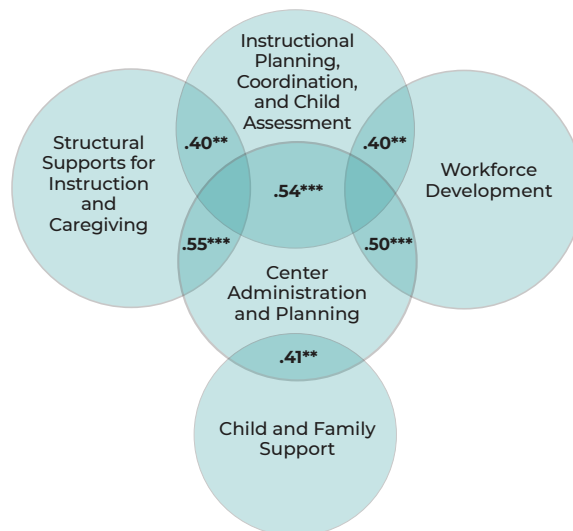 Instructional
Planning,
Coordination,
and Child
Assessment
Structural
Supports for
Instruction
and
Caregiving
.40**
.40**
Workforce
Development
.54***
.55***
.50***
Center
Administration
and Planning
.41**
Child and Family
Support